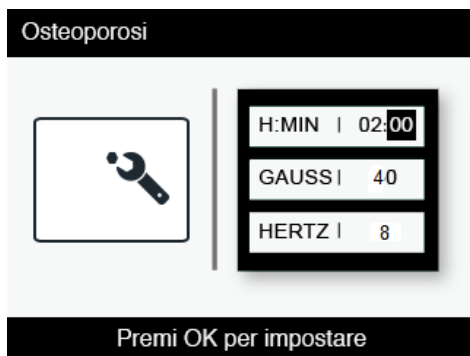 Osteoporosi
H:MIN | 02:00
GAUSS | 40
HERTZ | 8
Premi OK per impostare